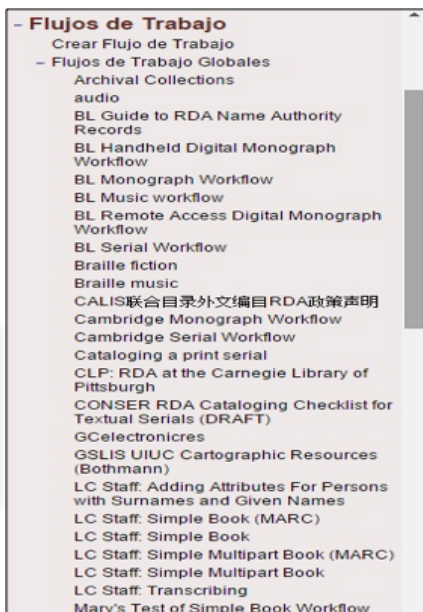 – Flujos de Trabajo
Crear Flujo de Trabajo
– Flujos de Trabajo Globales
Archival Collections
audio
BL Guide to RDA Name Authority
Records
BL Handheld Digital Monograph
Workflow
BL Monograph Workflow
BL Music workflow
BL Remote Access Digital Monograph
Workflow
BL Serial Workflow
Braille fiction
Braille music
CALIS联合目录外文编目RDA政策声明
Cambridge Monograph Workflow
Cambridge Serial Workflow
Cataloging a print serial
CLP: RDA at the Carnegie Library of
Pittsburgh
CONSER RDA Cataloging Checklist for
Textual Serials (DRAFT)
GCelectronicres
GSLIS UIUC Cartographic Resources
(Bothmann)
LC Staff: Adding Attributes For Persons
with Surnames and Given Names
LC Staff: Simple Book (MARC)
LC Staff: Simple Book
LC Staff: Simple Multipart Book (MARC)
LC Staff: Simple Multipart Book
LC Staff: Transcribing
Mary's Test of Simple Book Workflow